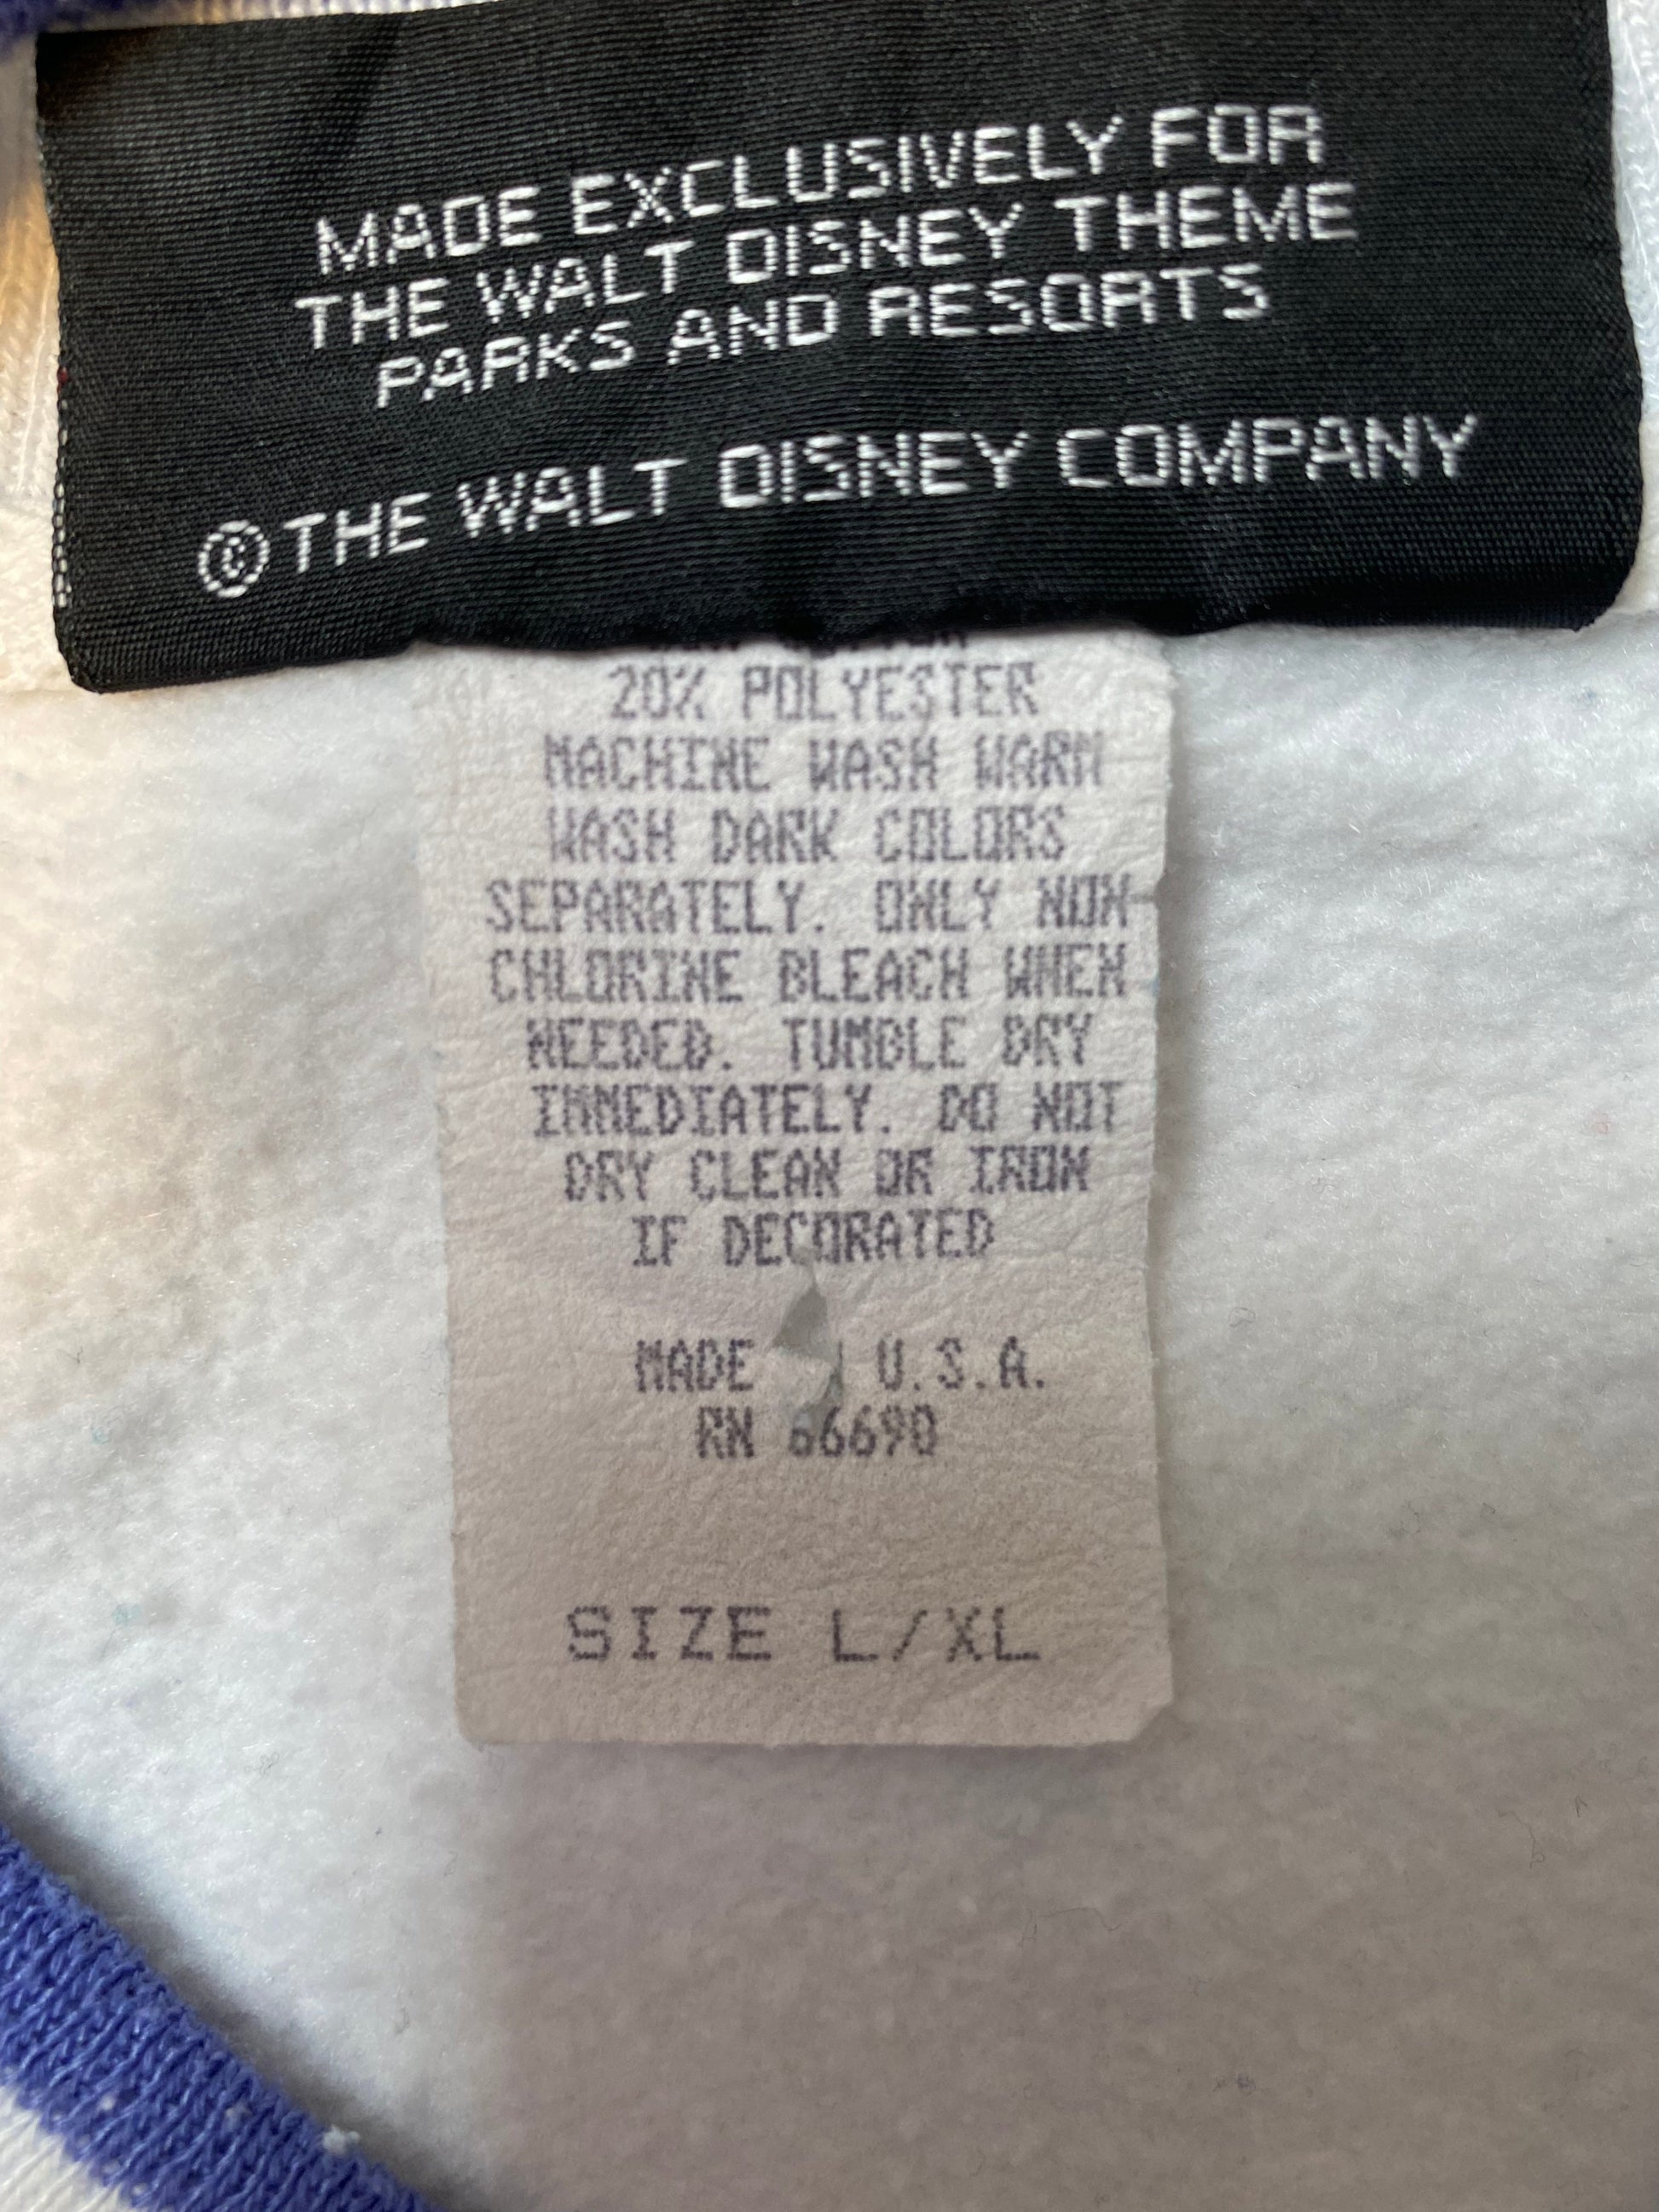 MADE EXCLUSIVELY FOR
THE WALT DISNEY THEME
PARKS AND RESORTS
© THE WALT DISNEY COMPANY
20% POLYESTER
MACHINE WASH WARM
WASH DARK COLORS
SEPARATELY. ONLY NON-
CHLORINE BLEACH WHEN
NEEDED. TUMBLE DRY
IMMEDIATELY. DO NOT
DRY CLEAN OR IRON
IF DECORATED
MADE U.S.A.
RN 66690
SIZE L/XL